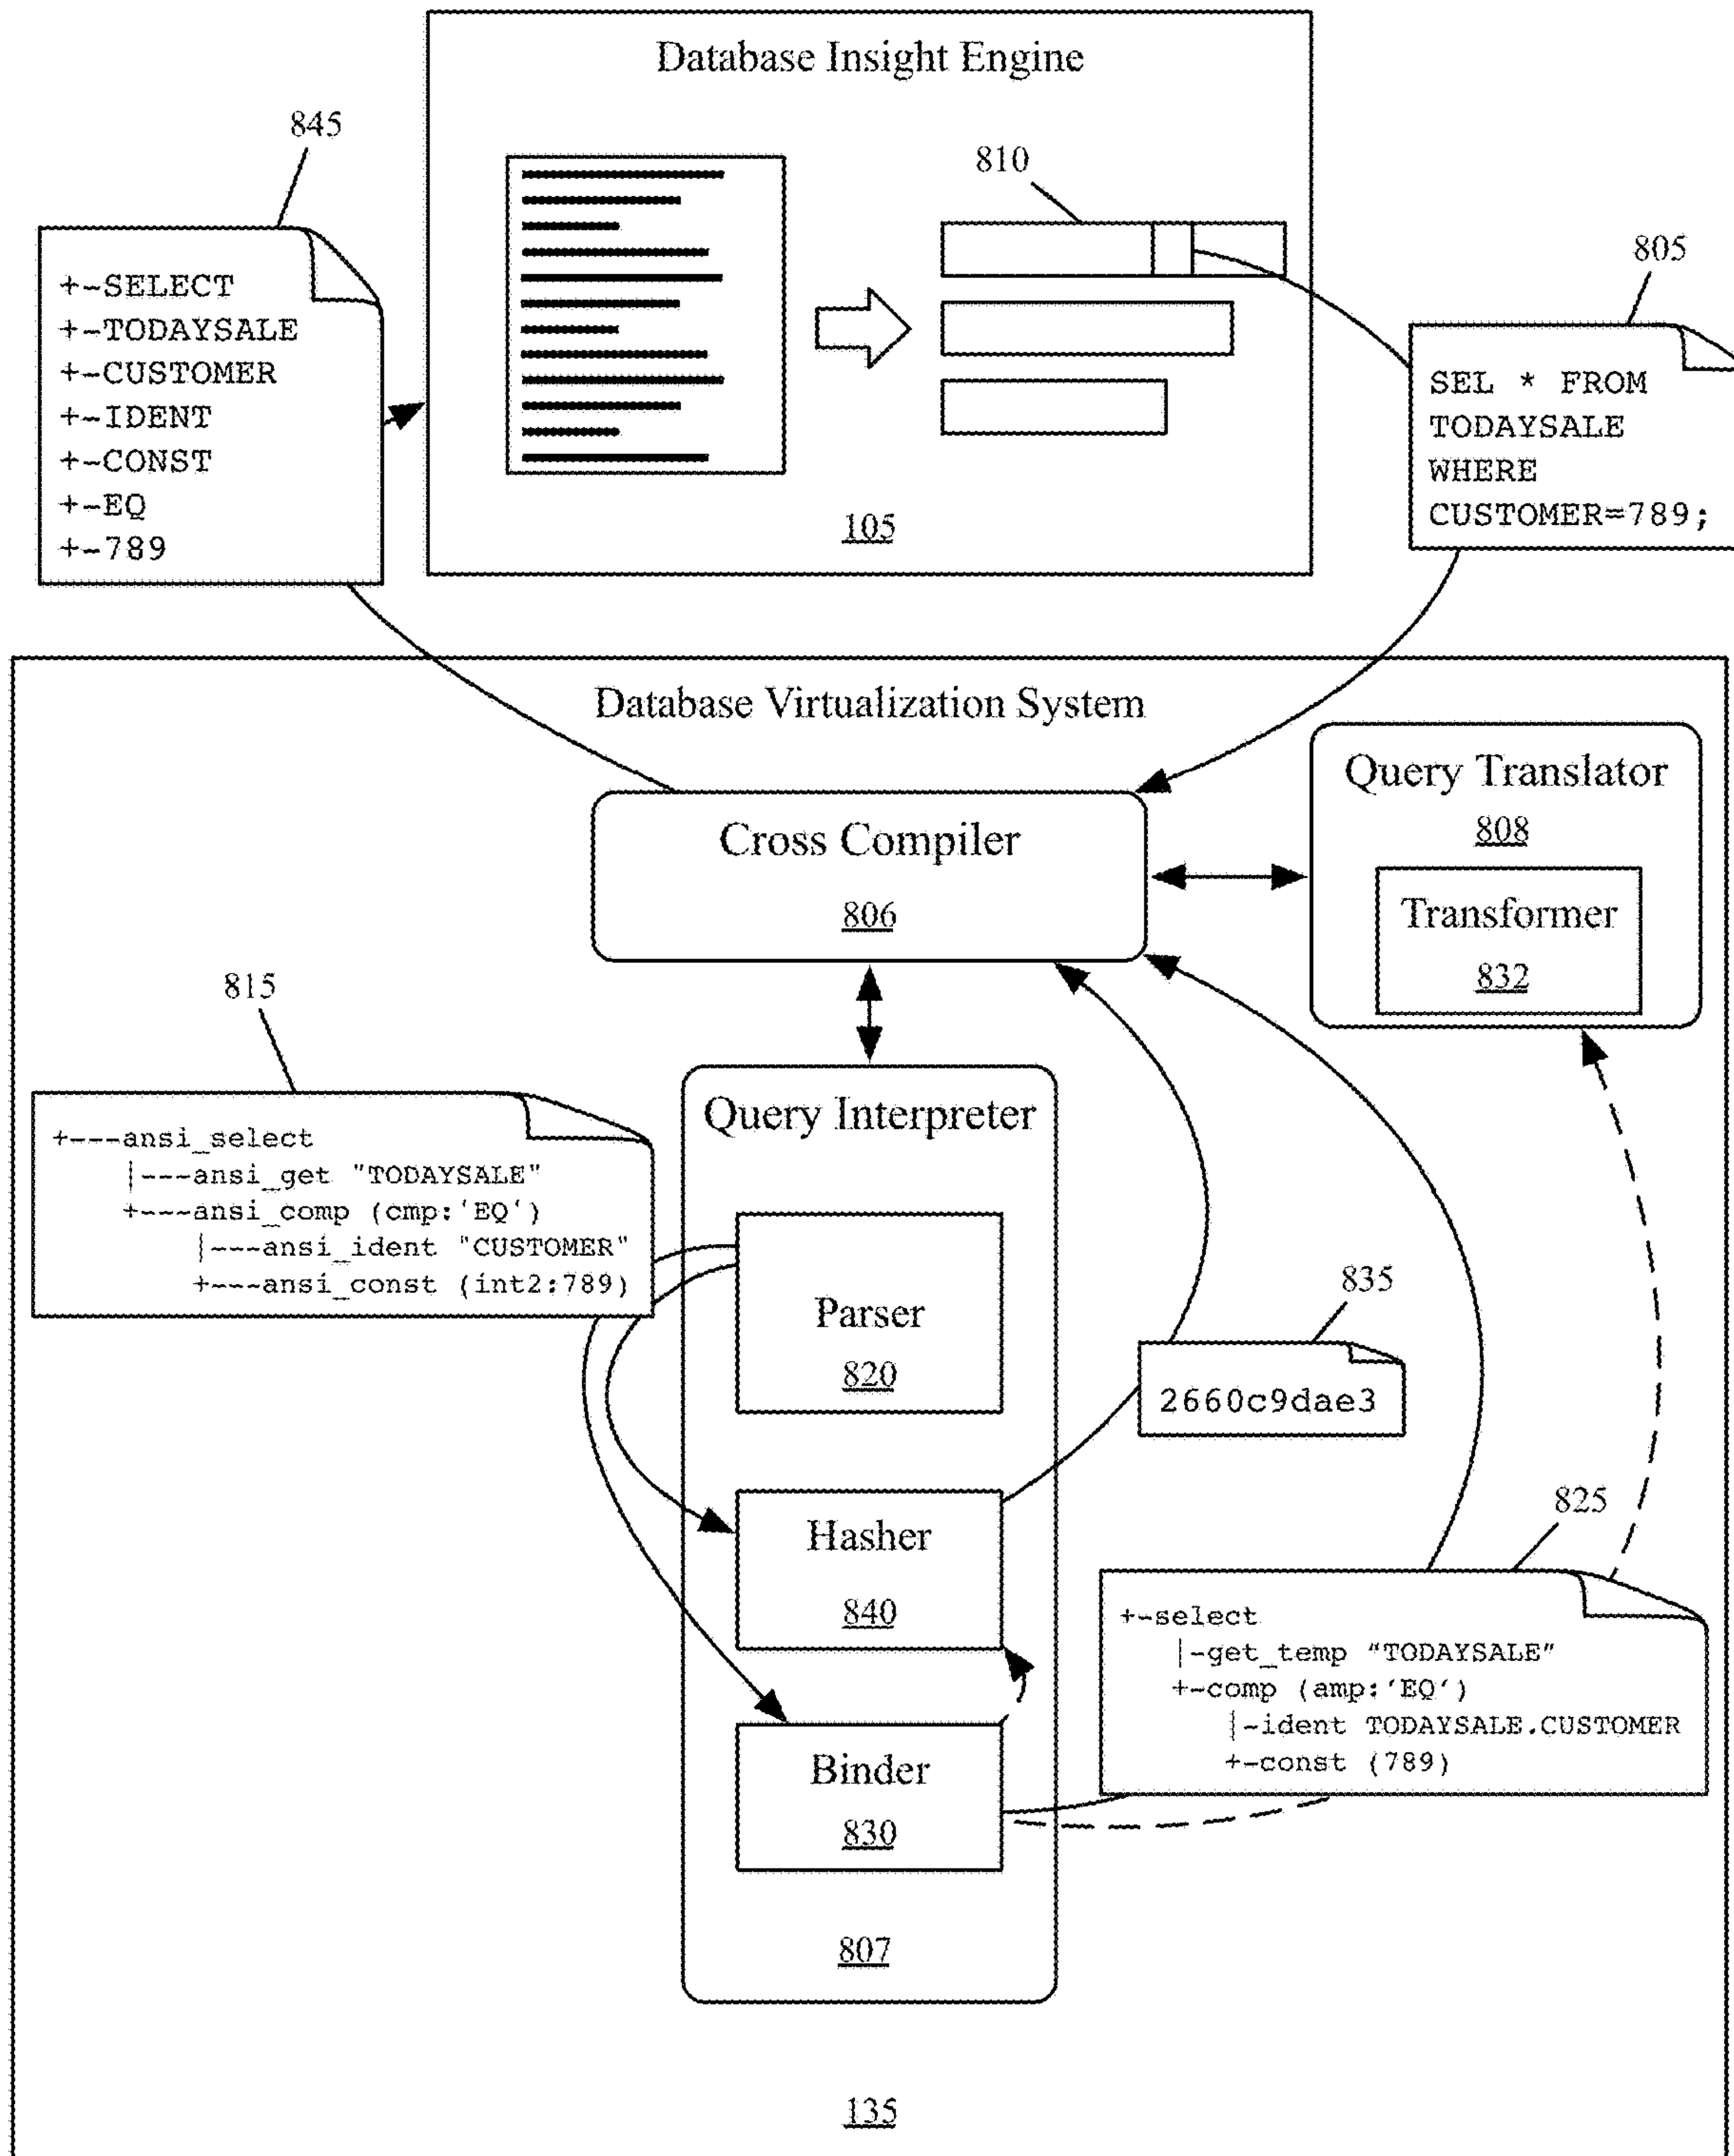 Database Insight Engine
845
810
805
+-SELECT
+-TODAYSALE
+-CUSTOMER
+-IDENT
+-CONST
+-EQ
+-789
SEL * FROM
TODAYSALE
WHERE
CUSTOMER=789;
105
Database Virtualization System
Query Translator
808
Transformer
832
Cross Compiler
806
815
+---ansi_select
|---ansi_get "TODAYSALE"
+---ansi_comp (cmp:‘EQ‘)
|---ansi_ident "CUSTOMER"
+---ansi_const (int2:789)
Query Interpreter
Parser
820
835
2660c9dae3
Hasher
840
825
+-select
|-get_temp “TODAYSALE”
+-comp (amp:‘EQ’)
|-ident TODAYSALE.CUSTOMER
+-const (789)
Binder
830
807
135